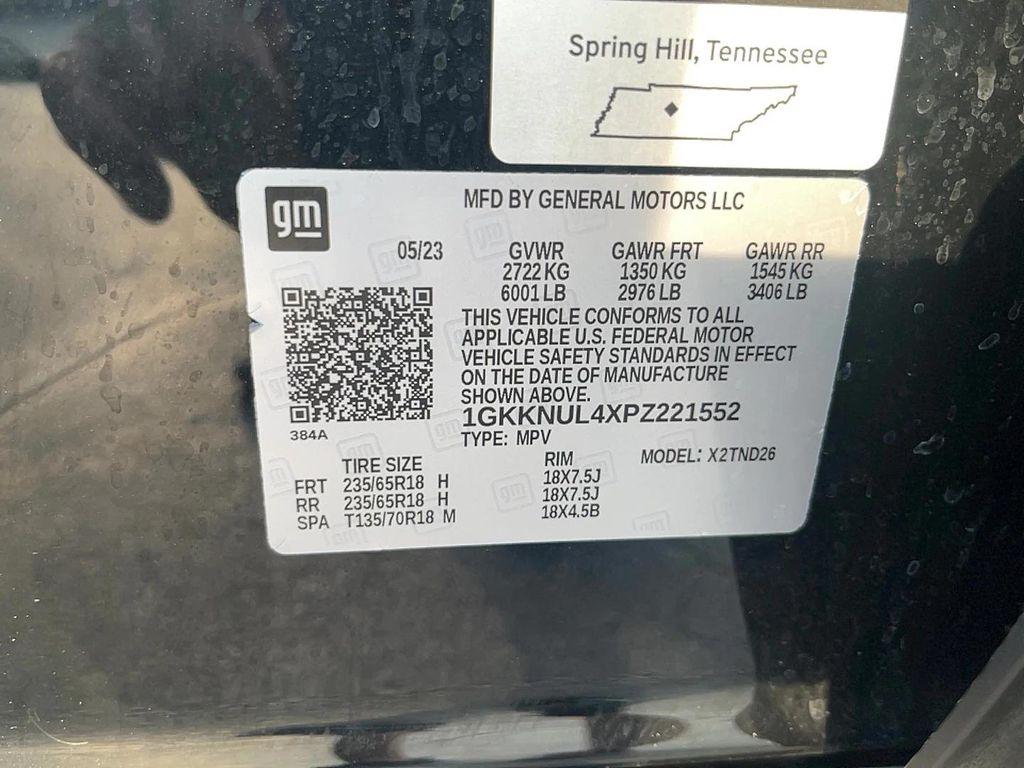 Spring Hill, Tennessee
gm
MFD BY GENERAL MOTORS LLC
05/23 GVWR GAWR FRT GAWR RR
2722 KG 1350 KG 1545 KG
6001 LB 2976 LB 3406 LB
THIS VEHICLE CONFORMS TO ALL
APPLICABLE U.S. FEDERAL MOTOR
VEHICLE SAFETY STANDARDS IN EFFECT
ON THE DATE OF MANUFACTURE
SHOWN ABOVE.
1GKKNUL4XPZ221552
384A
TYPE: MPV
MODEL: X2TND26
TIRE SIZE RIM
FRT 235/65R18 H 18X7.5J
RR 235/65R18 H 18X7.5J
SPA T135/70R18 M 18X4.5B